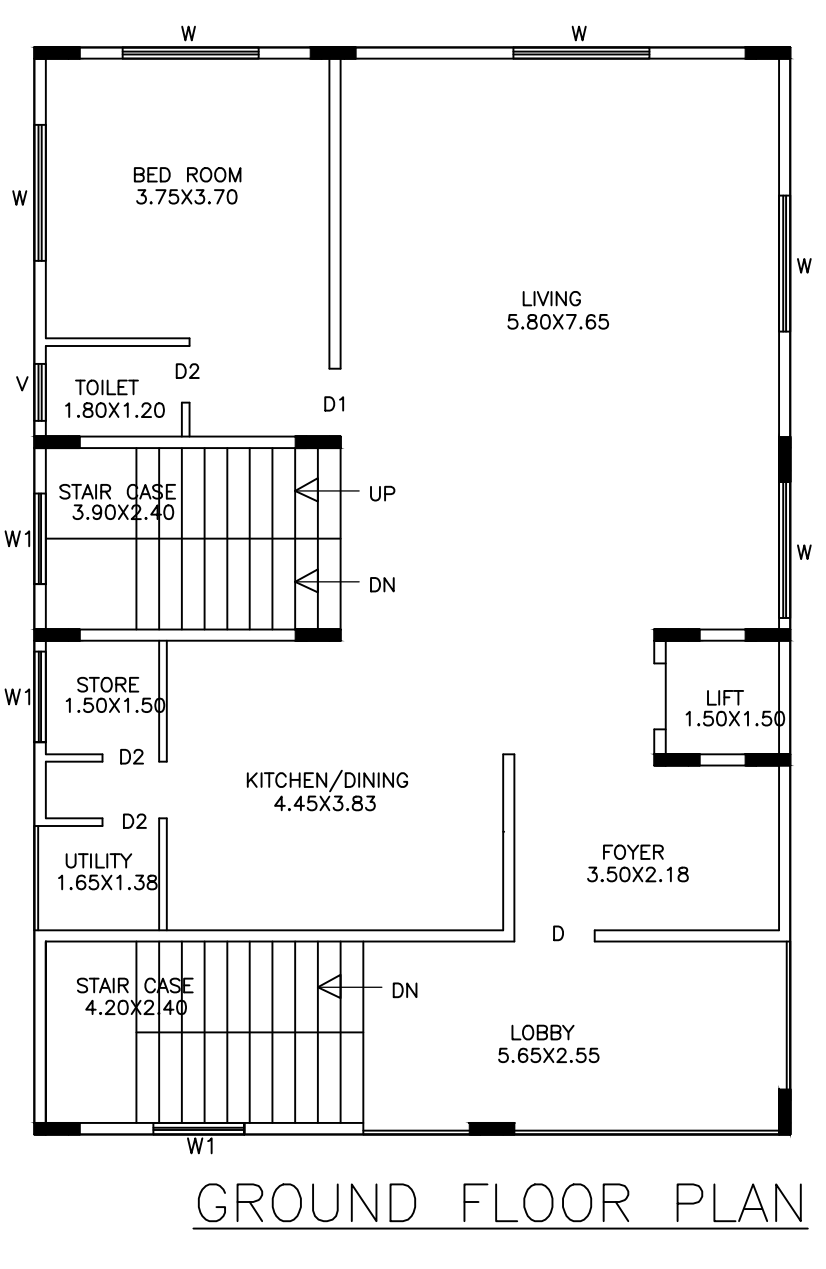 W
W
BED ROOM
3.75X3.70
W
W
LIVING
5.80X7.65
D2
V
TOILET
1.80X1.20
D1
STAIR CASE
3.90X2.40
UP
W1
W
DN
STORE
1.50X1.50
W1
LIFT
1.50X1.50
D2
KITCHEN/DINING
4.45X3.83
D2
UTILITY
1.65X1.38
FOYER
3.50X2.18
D
STAIR CASE
4.20X2.40
DN
LOBBY
5.65X2.55
W1
GROUND FLOOR PLAN